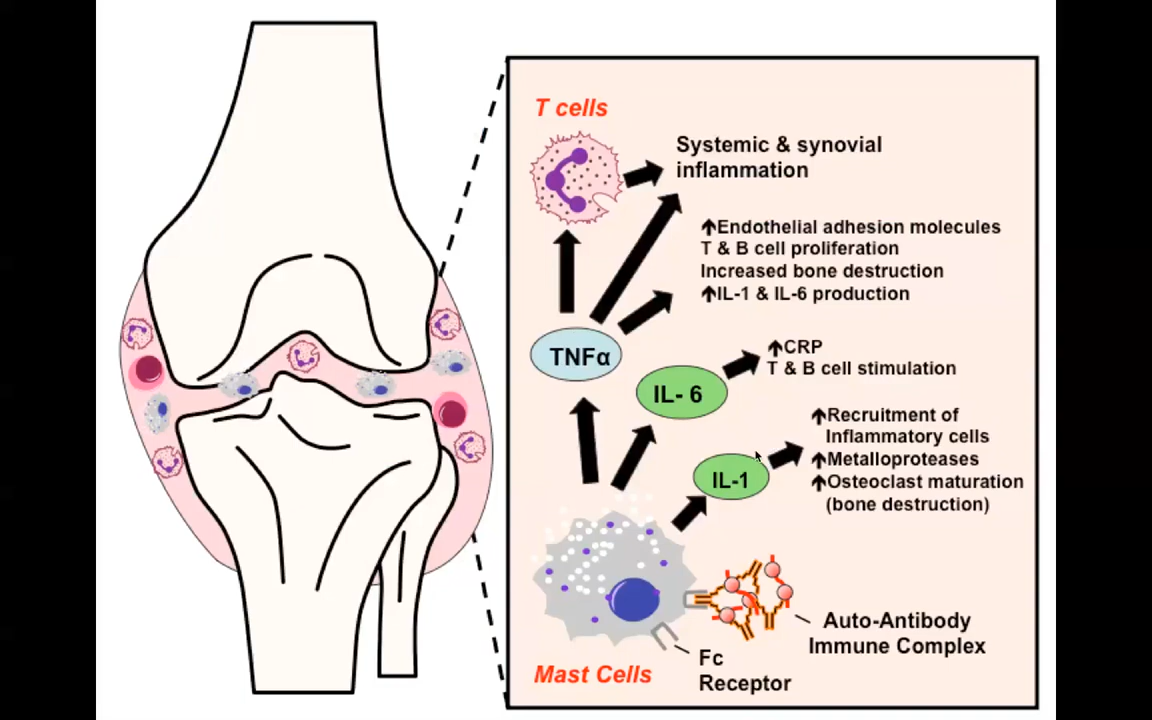 T cells
Systemic & synovial
inflammation
🡹Endothelial adhesion molecules
T & B cell proliferation
Increased bone destruction
🡹IL-1 & IL-6 production
TNFα
🡹CRP
T & B cell stimulation
IL- 6
🡹Recruitment of
Inflammatory cells
🡹Metalloproteases
🡹Osteoclast maturation
(bone destruction)
IL-1
Auto-Antibody
Immune Complex
Fc
Receptor
Mast Cells